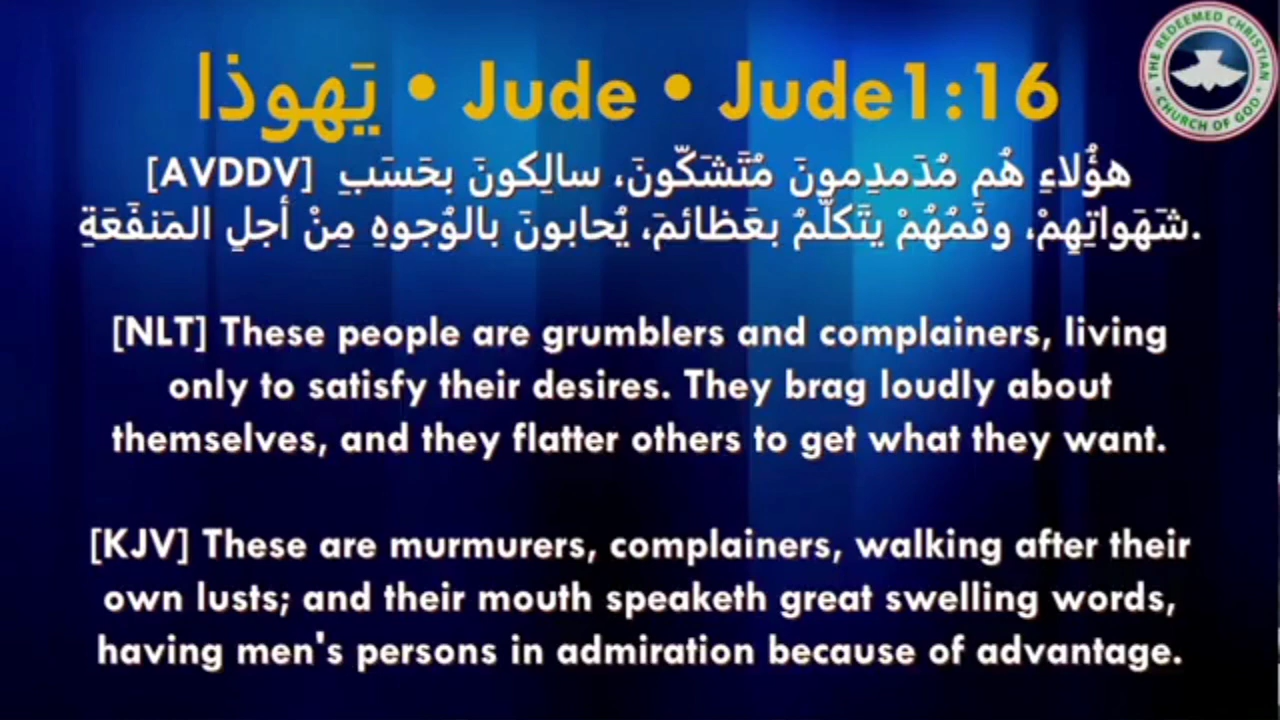 يَهوذا • Jude • Jude1:16
THE REDEEMED CHRISTIAN
• CHURCH OF GOD •
[AVDDV] هؤُلاءِ هُم مُدَمدِمونَ مُتَشَكّونَ، سالِكونَ بحَسَبِ
شَهَواتِهِمْ، وفَمُهُمْ يتَكلَّمُ بعَظائمَ، يُحابونَ بالوُجوهِ مِنْ أجلِ المَنفَعَةِ.
[NLT] These people are grumblers and complainers, living
only to satisfy their desires. They brag loudly about
themselves, and they flatter others to get what they want.
[KJV] These are murmurers, complainers, walking after their
own lusts; and their mouth speaketh great swelling words,
having men's persons in admiration because of advantage.